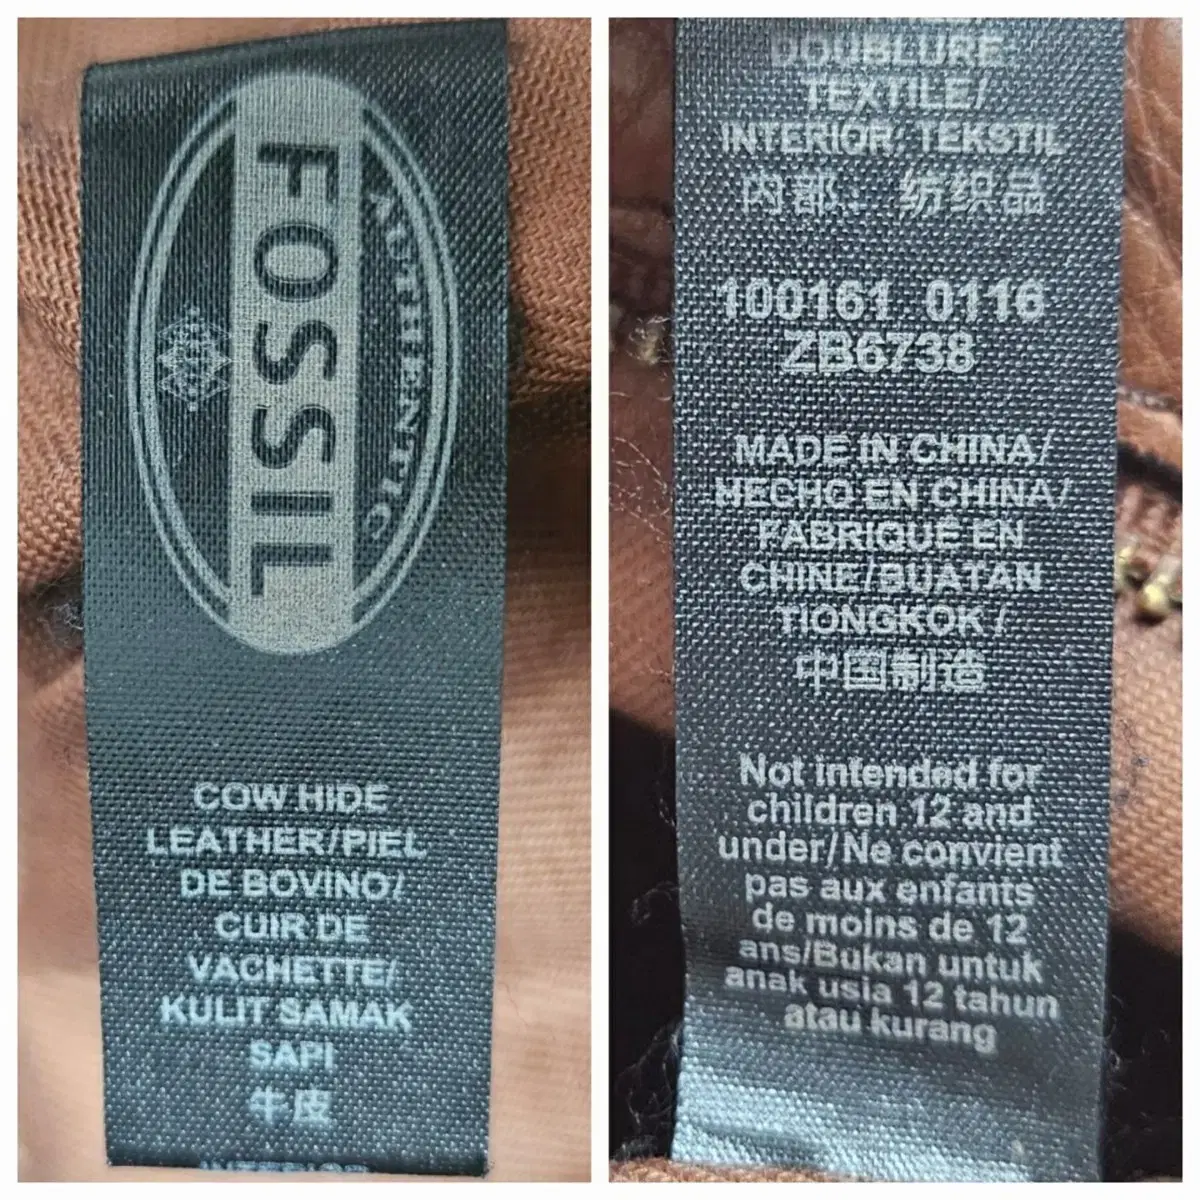 FOSSIL
AUTHENTIC
COW HIDE
LEATHER/PIEL
DE BOVINO/
CUIR DE
VACHETTE/
KULIT SAMAK
SAPI
牛皮
INTERIOR
DOUBLURE
TEXTILE/
INTERIOR: TEKSTIL
内部: 纺织品
100161 0116
ZB6738
MADE IN CHINA/
HECHO EN CHINA/
FABRIQUÉ EN
CHINE/BUATAN
TIONGKOK /
中国制造
Not intended for
children 12 and
under/Ne convient
pas aux enfants
de moins de 12
ans/Bukan untuk
anak usia 12 tahun
atau kurang